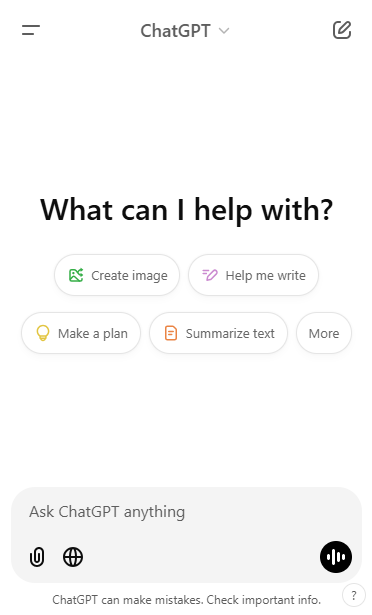 ChatGPT
What can I help with?
Create image
Help me write
Make a plan
Summarize text
More
Ask ChatGPT anything
ChatGPT can make mistakes. Check important info.
?